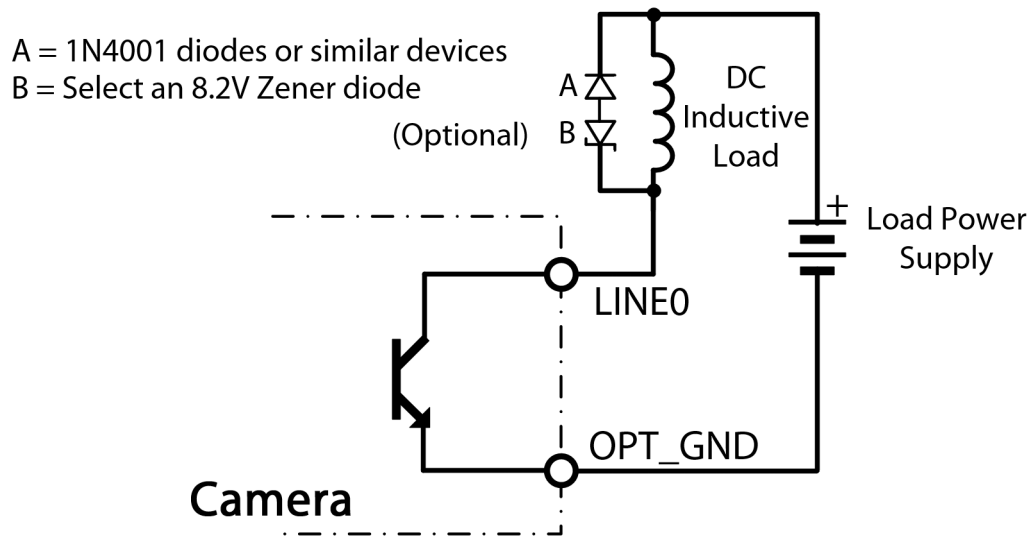 A = 1N4001 diodes or similar devices
B = Select an 8.2V Zener diode
(Optional)
A
B
DC
Inductive
Load
+
Load Power
Supply
LINE0
OPT_GND
Camera